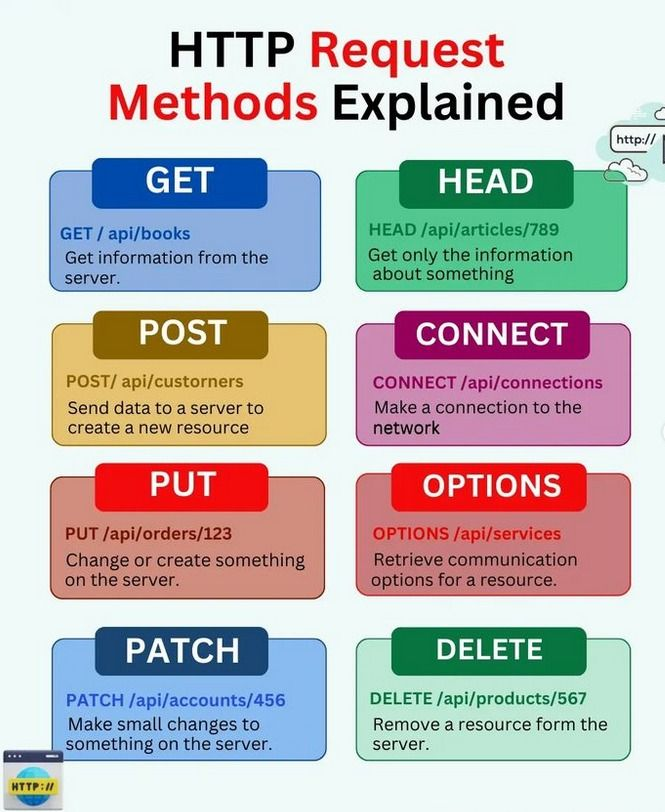 HTTP Request
Methods Explained
http://
GET
GET / api/books
Get information from the
server.
HEAD
HEAD /api/articles/789
Get only the information
about something
POST
POST/ api/custorners
Send data to a server to
create a new resource
CONNECT
CONNECT /api/connections
Make a connection to the
network
PUT
PUT /api/orders/123
Change or create something
on the server.
OPTIONS
OPTIONS /api/services
Retrieve communication
options for a resource.
PATCH
PATCH /api/accounts/456
Make small changes to
something on the server.
DELETE
DELETE /api/products/567
Remove a resource form the
server.
HTTP://